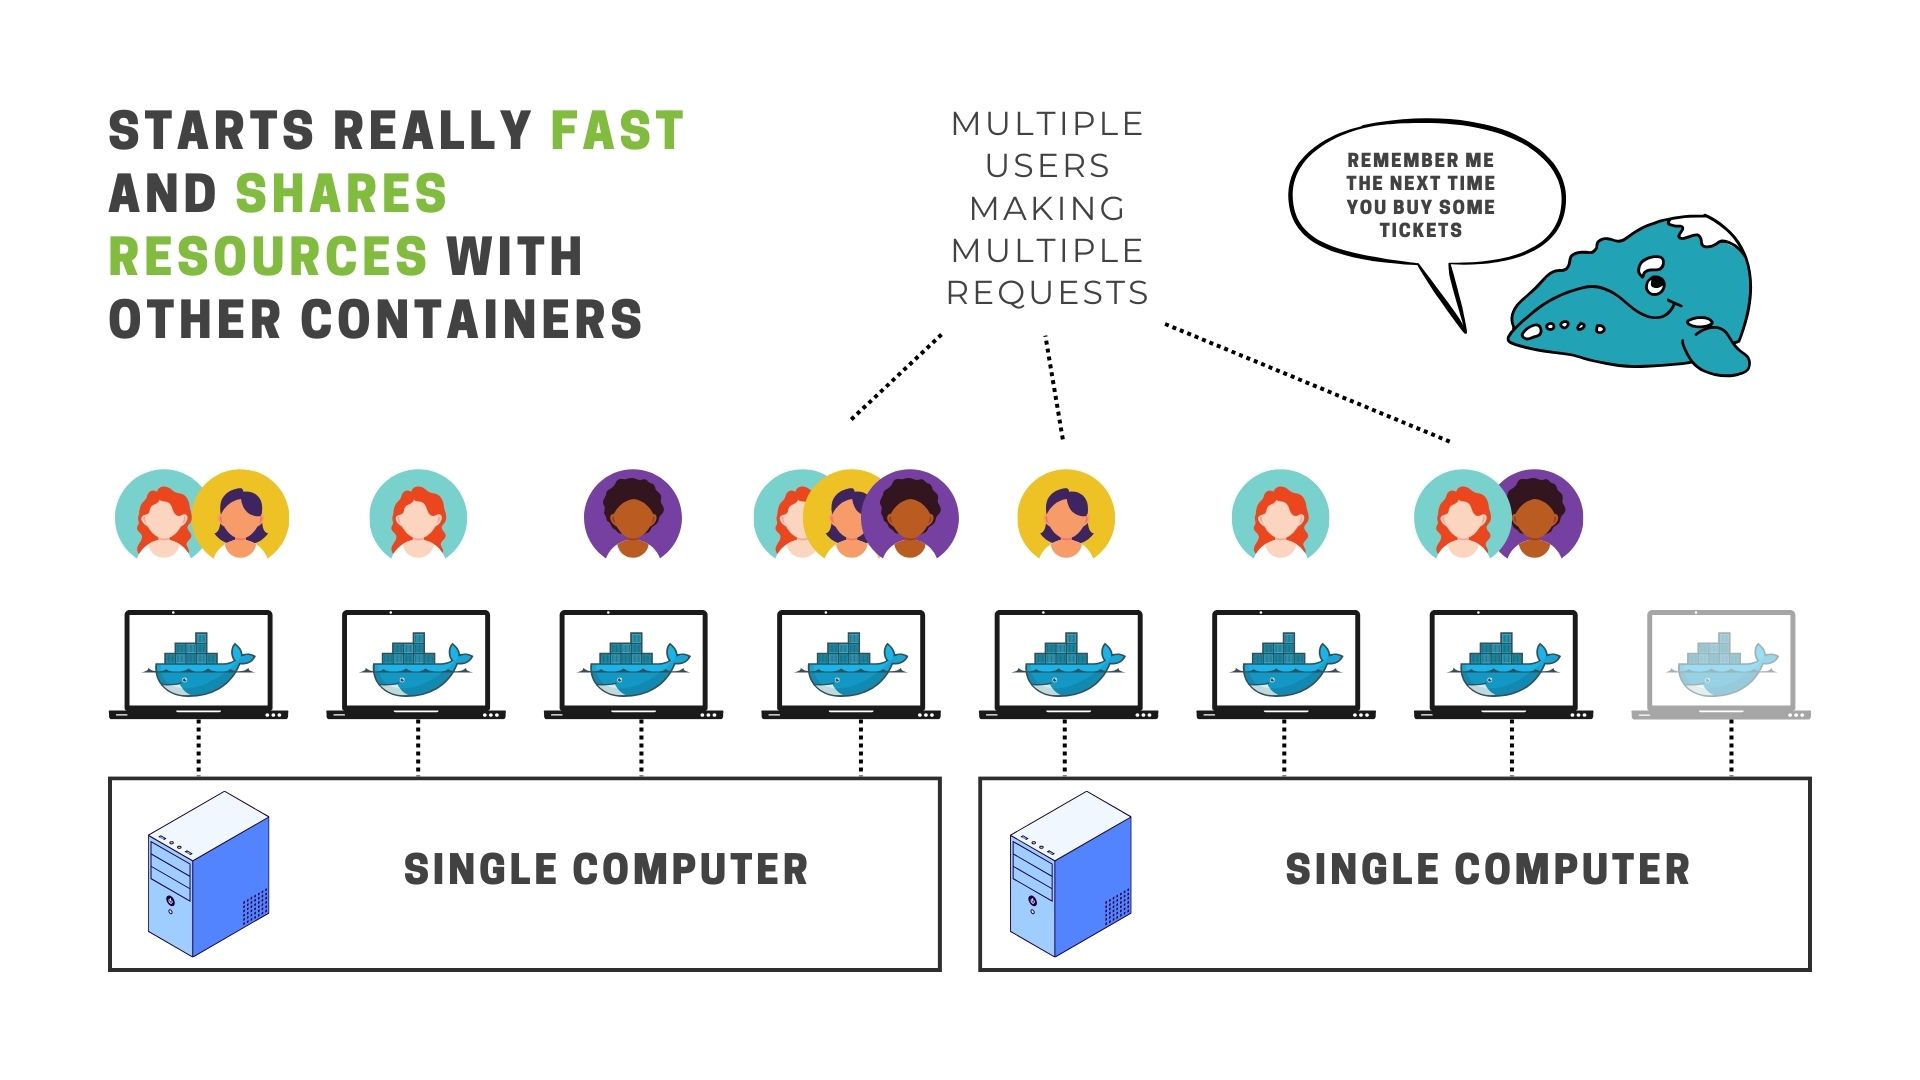 STARTS REALLY FAST
AND SHARES
RESOURCES WITH
OTHER CONTAINERS
MULTIPLE
USERS
MAKING
MULTIPLE
REQUESTS
REMEMBER ME
THE NEXT TIME
YOU BUY SOME
TICKETS
SINGLE COMPUTER
SINGLE COMPUTER